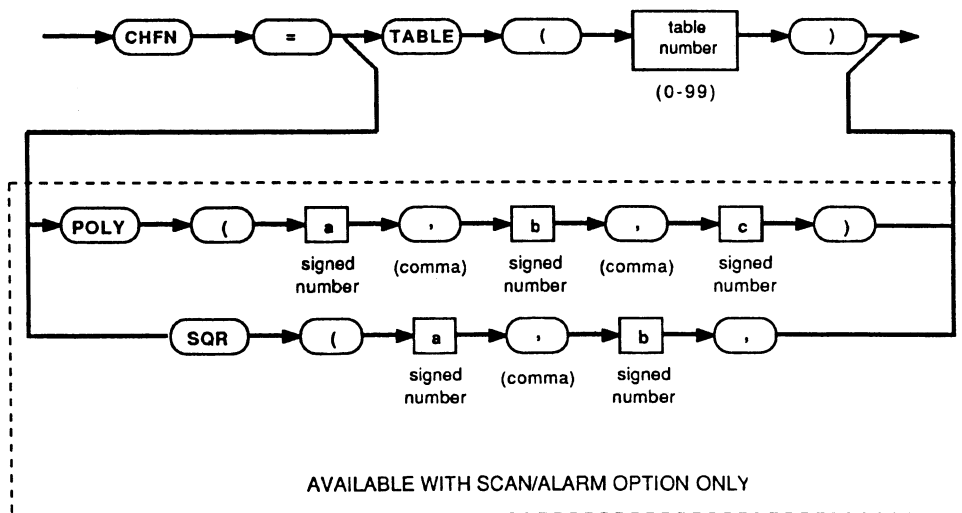 CHFN = TABLE ( table number )
(0-99)
POLY ( a , b , c )
signed number (comma) signed number (comma) signed number
SQR ( a , b ,
signed number (comma) signed number
AVAILABLE WITH SCAN/ALARM OPTION ONLY